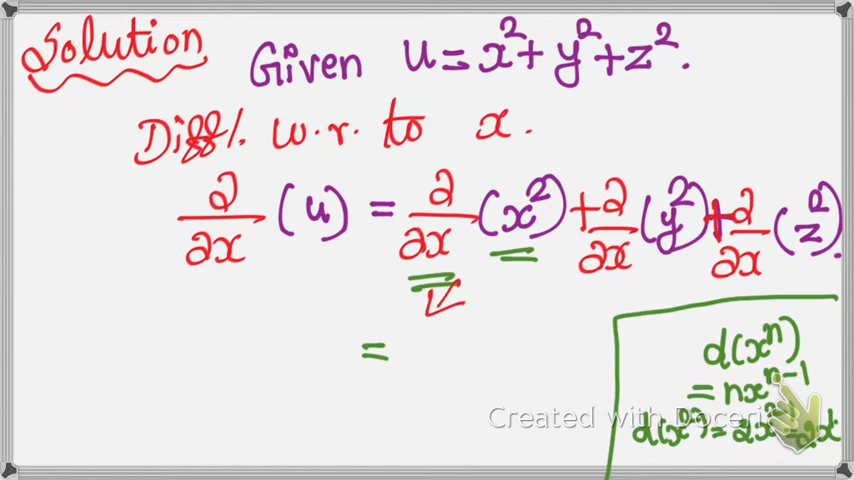 Solution Given u = x² + y² + z².
Diff/. w.r. to x.
∂/∂x (u) = ∂/∂x (x²) + ∂/∂x (y²) + ∂/∂x (z²).
=
d(xⁿ)
= nxⁿ⁻¹
Created with Doceri